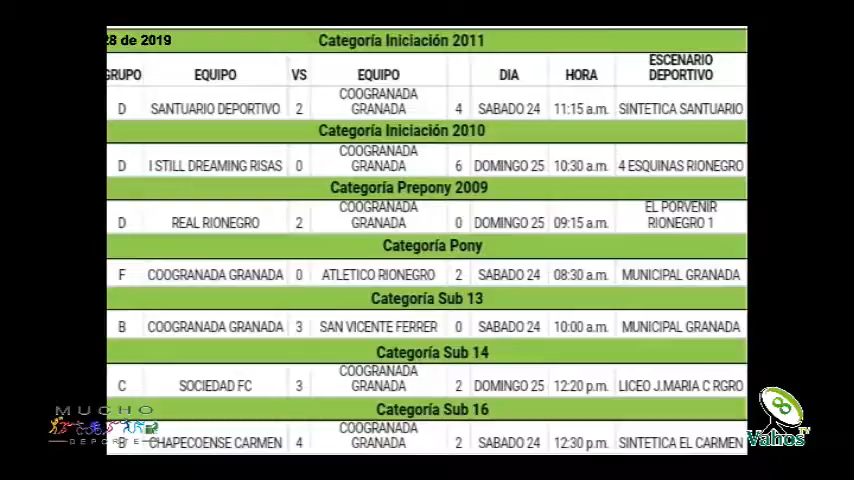 28 de 2019
Categoría Iniciación 2011
GRUPO EQUIPO VS EQUIPO DIA HORA ESCENARIO DEPORTIVO
D SANTUARIO DEPORTIVO 2 COOGRANADA GRANADA 4 SABADO 24 11:15 a.m. SINTETICA SANTUARIO
Categoría Iniciación 2010
D I STILL DREAMING RISAS 0 COOGRANADA GRANADA 6 DOMINGO 25 10:30 a.m. 4 ESQUINAS RIONEGRO
Categoría Prepony 2009
D REAL RIONEGRO 2 COOGRANADA GRANADA 0 DOMINGO 25 09:15 a.m. EL PORVENIR RIONEGRO 1
Categoría Pony
F COOGRANADA GRANADA 0 ATLETICO RIONEGRO 2 SABADO 24 08:30 a.m. MUNICIPAL GRANADA
Categoría Sub 13
B COOGRANADA GRANADA 3 SAN VICENTE FERRER 0 SABADO 24 10:00 a.m. MUNICIPAL GRANADA
Categoría Sub 14
C SOCIEDAD FC 3 COOGRANADA GRANADA 2 DOMINGO 25 12:20 p.m. LICEO J.MARIA C RGRO
Categoría Sub 16
B CHAPECOENSE CARMEN 4 COOGRANADA GRANADA 2 SABADO 24 12:30 p.m. SINTETICA EL CARMEN
MUCHO
DEPORTE
8
Vahos TV